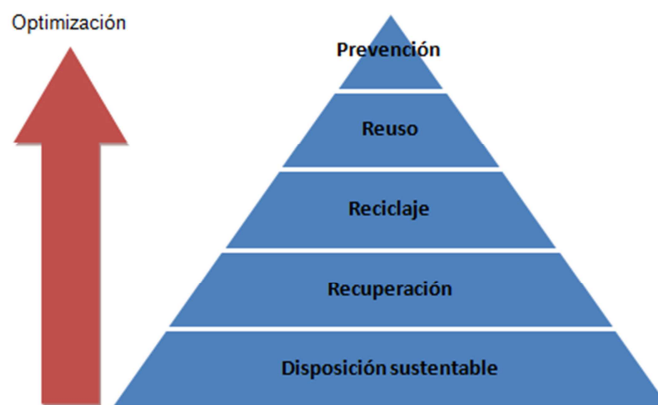 Optimización
Prevención
Reuso
Reciclaje
Recuperación
Disposición sustentable